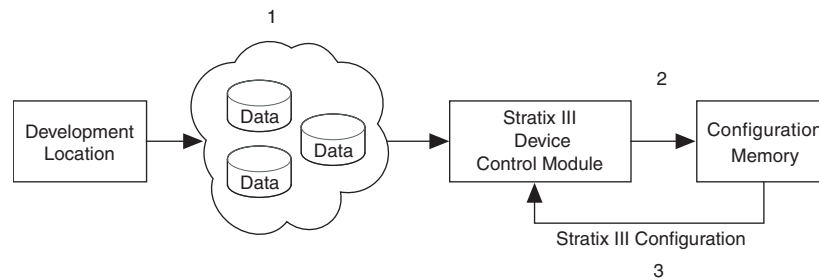 1
Development
Location
Data
Data
Data
Stratix III
Device
Control Module
2
Configuration
Memory
Stratix III Configuration
3